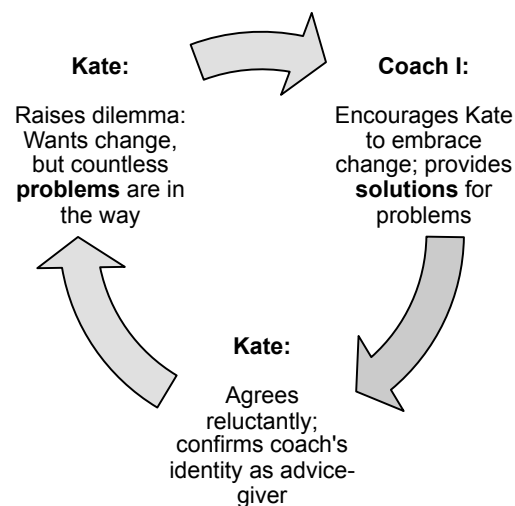 Kate:
Raises dilemma:
Wants change,
but countless
problems are in
the way
Coach I:
Encourages Kate
to embrace
change; provides
solutions for
problems
Kate:
Agrees
reluctantly;
confirms coach's
identity as advice-
giver